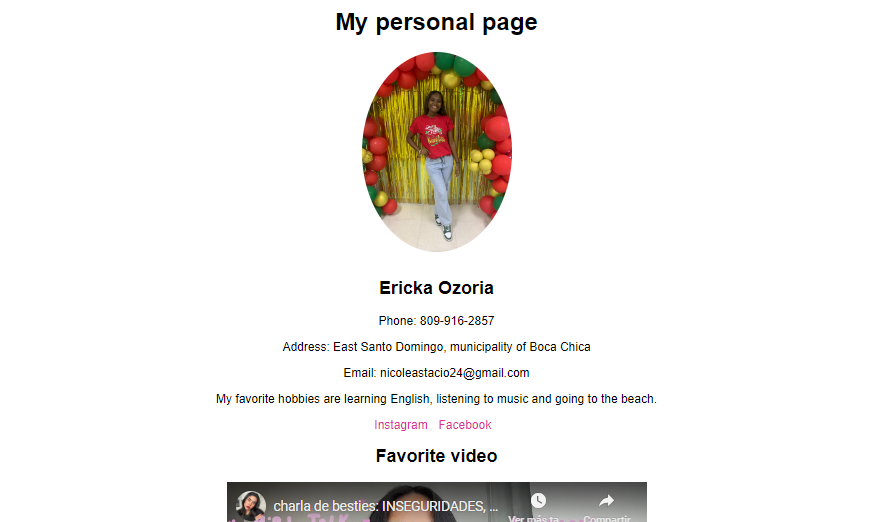 My personal page
Ericka Ozoria
Phone: 809-916-2857
Address: East Santo Domingo, municipality of Boca Chica
Email: nicoleastacio24@gmail.com
My favorite hobbies are learning English, listening to music and going to the beach.
Instagram Facebook
Favorite video
charla de besties: INSEGURIDADES, ...
Ver más ta... Compartir